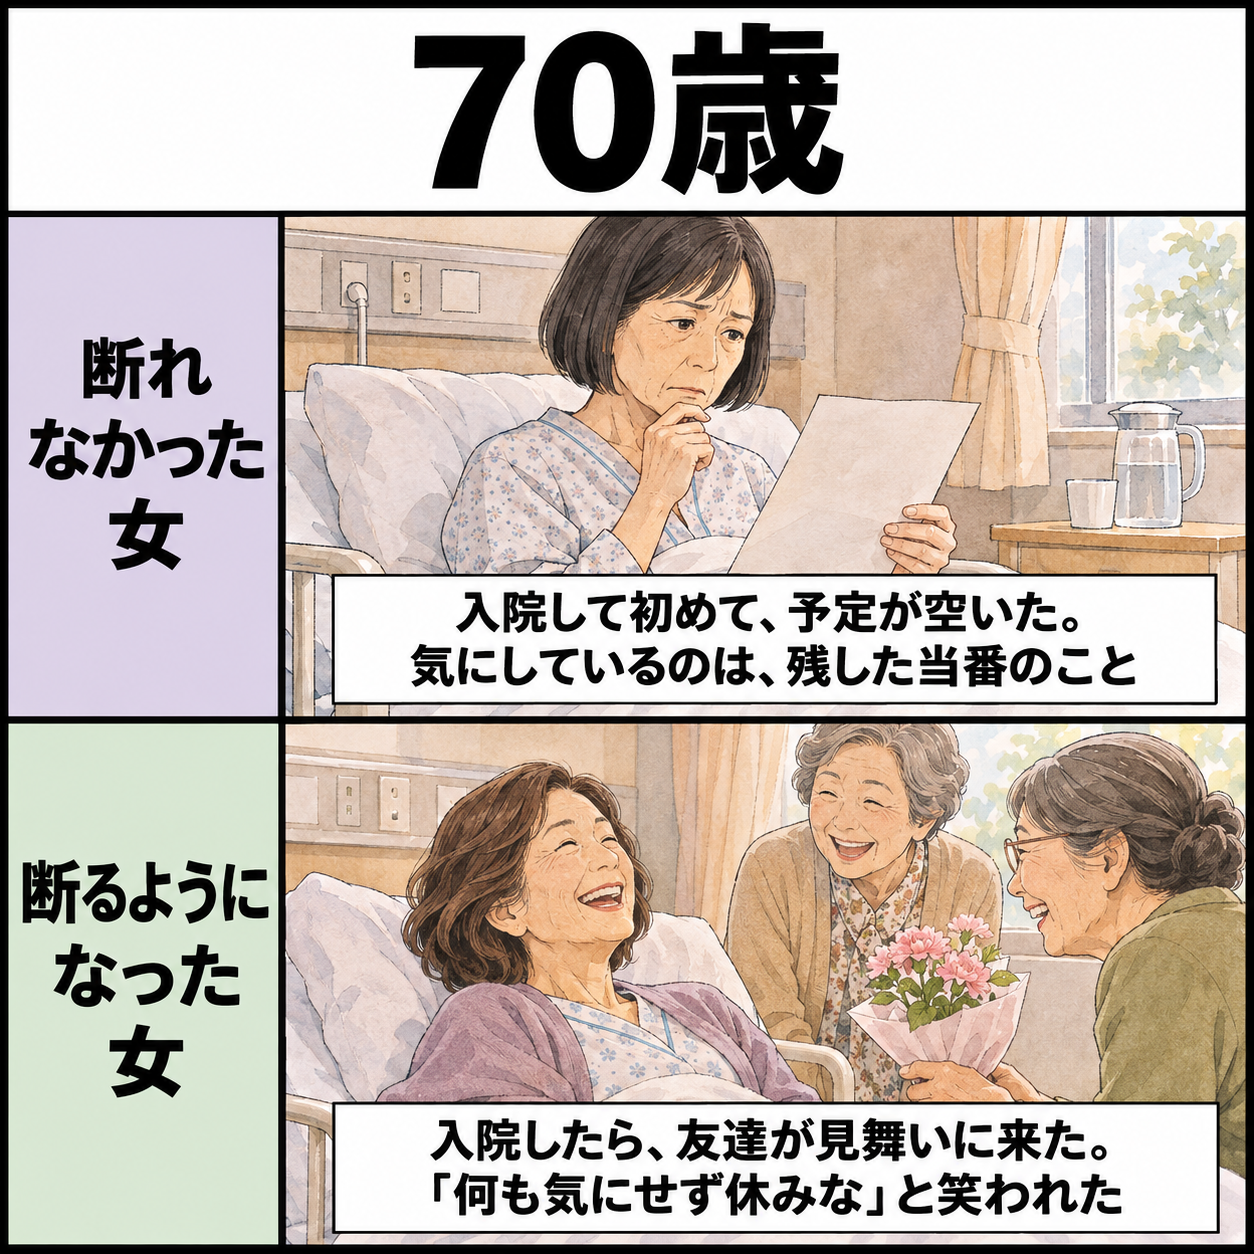 70歳
断れ
なかった
女
入院して初めて、予定が空いた。
気にしているのは、残した当番のこと
断るように
なった
女
入院したら、友達が見舞いに来た。
「何も気にせず休みな」と笑われた